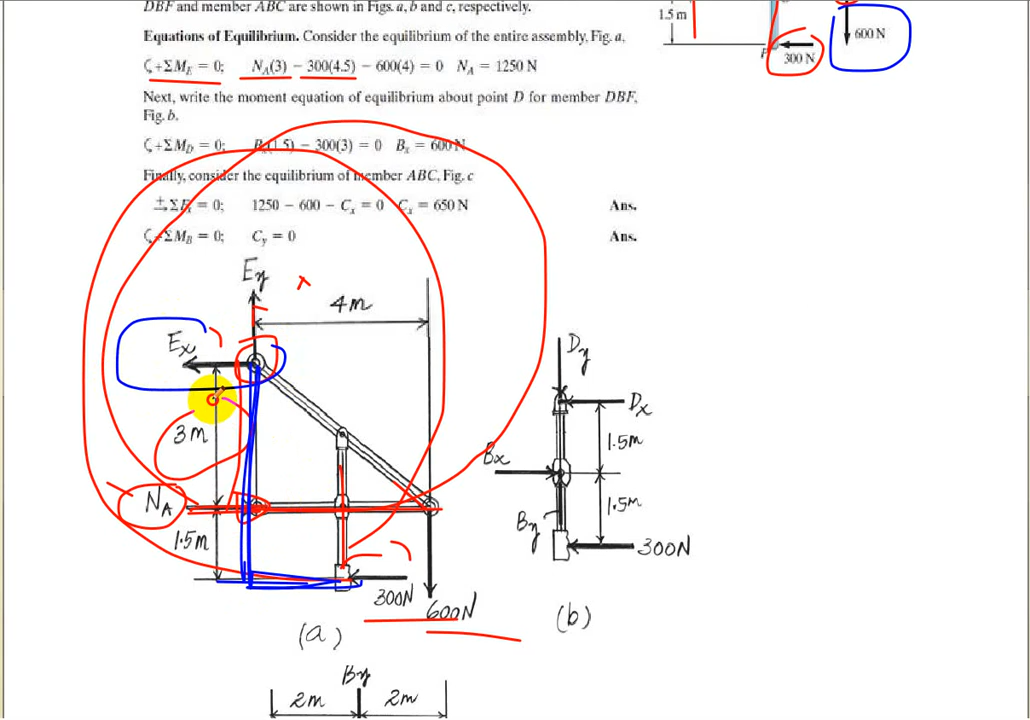 DBF and member ABC are shown in Figs. a, b and c, respectively.
Equations of Equilibrium. Consider the equilibrium of the entire assembly, Fig. a,
ζ+ΣM_E = 0; N_A(3) − 300(4.5) − 600(4) = 0 N_A = 1250 N
Next, write the moment equation of equilibrium about point D for member DBF,
Fig. b.
ζ+ΣM_D = 0; B_x(1.5) − 300(3) = 0 B_x = 600 N
Finally, consider the equilibrium of member ABC, Fig. c
ΣF_x = 0; 1250 − 600 − C_x = 0 C_x = 650 N Ans.
ζ+ΣM_B = 0; C_y = 0 Ans.
1.5 m
600 N
F
300 N
Ey
4m
Ex
3m
NA
1.5m
300N
600N
(a)
Dy
Dx
1.5m
Bx
1.5m
By
300N
(b)
By
2m
2m